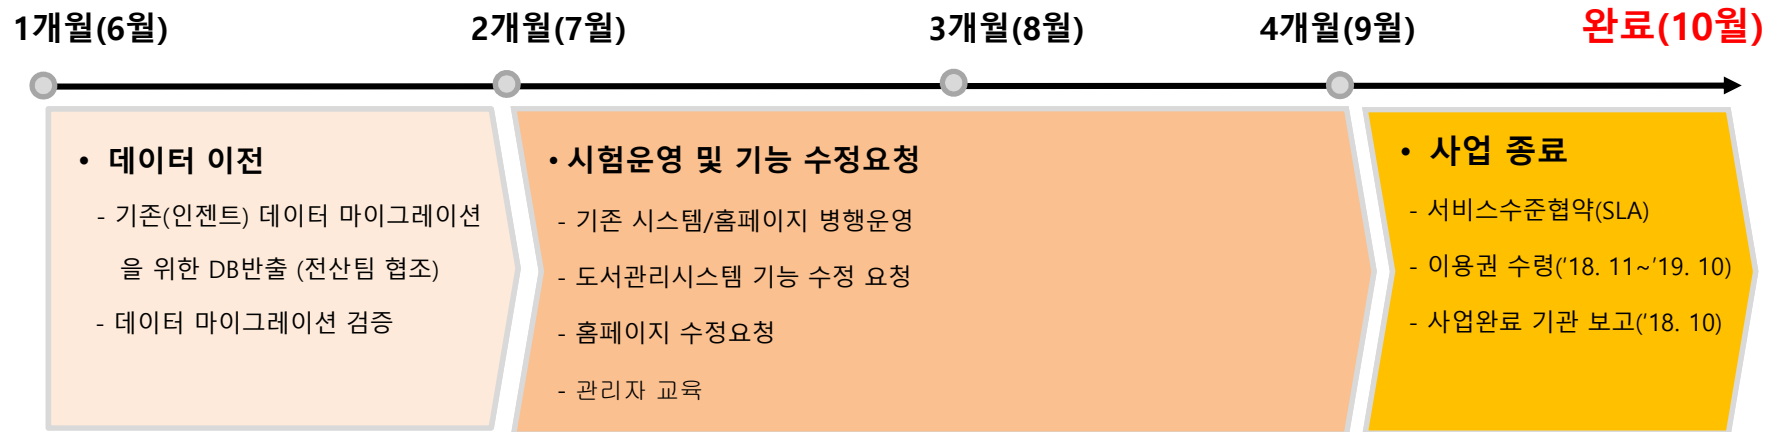 1개월(6월)
2개월(7월)
3개월(8월)
4개월(9월)
완료(10월)
• 데이터 이전
- 기존(인젠트) 데이터 마이그레이션
을 위한 DB반출 (전산팀 협조)
- 데이터 마이그레이션 검증
• 시험운영 및 기능 수정요청
- 기존 시스템/홈페이지 병행운영
- 도서관리시스템 기능 수정 요청
- 홈페이지 수정요청
- 관리자 교육
• 사업 종료
- 서비스수준협약(SLA)
- 이용권 수령(’18. 11~’19. 10)
- 사업완료 기관 보고(’18. 10)